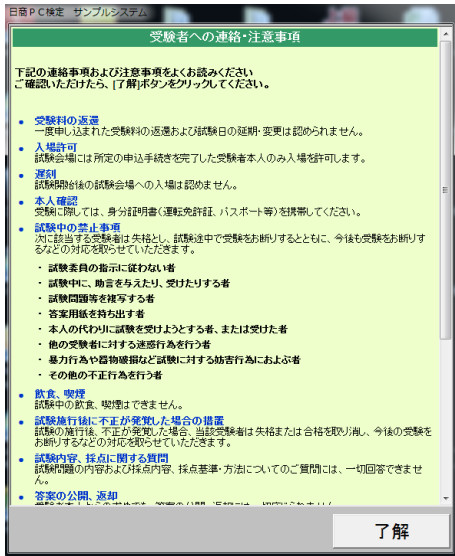 日商ＰＣ検定　サンプルシステム
受験者への連絡・注意事項
下記の連絡事項および注意事項をよくお読みください
ご確認いただけたら、[了解]ボタンをクリックしてください。
● 受験料の返還
一度申し込まれた受験料の返還および試験日の延期・変更は認められません。
● 入場許可
試験会場には所定の申込手続きを完了した受験者本人のみ入場を許可します。
● 遅刻
試験開始後の試験会場への入場は認めません。
● 本人確認
受験に際しては、身分証明書（運転免許証、パスポート等）を携帯してください。
● 試験中の禁止事項
次に該当する受験者は失格とし、試験途中で受験をお断りするとともに、今後も受験をお断りす
るなどの対応を取らせていただきます。
・ 試験委員の指示に従わない者
・ 試験中に、助言を与えたり、受けたりする者
・ 試験問題等を複写する者
・ 答案用紙を持ち出す者
・ 本人の代わりに試験を受けようとする者、または受けた者
・ 他の受験者に対する迷惑行為を行う者
・ 暴力行為や器物破損など試験に対する妨害行為におよぶ者
・ その他の不正行為を行う者
● 飲食、喫煙
試験中の飲食、喫煙はできません。
● 試験施行後に不正が発覚した場合の措置
試験の施行後、不正が発覚した場合、当該受験者は失格または合格を取り消し、今後の受験を
お断りするなどの対応を取らせていただきます。
● 試験内容、採点に関する質問
試験問題の内容および採点内容、採点基準・方法についてのご質問には、一切回答できませ
ん。
● 答案の公開、返却
了解